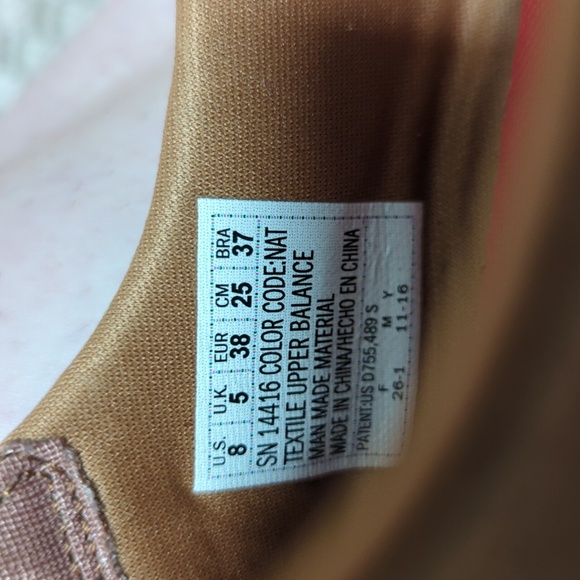 U.S. U.K. EUR CM BRA
8 5 38 25 37
SN 14416 COLOR CODE:NAT
TEXTILE UPPER BALANCE
MAN MADE MATERIAL
MADE IN CHINA/HECHO EN CHINA
PATENT:US D755,489 S
F M Y
26-1 11-16